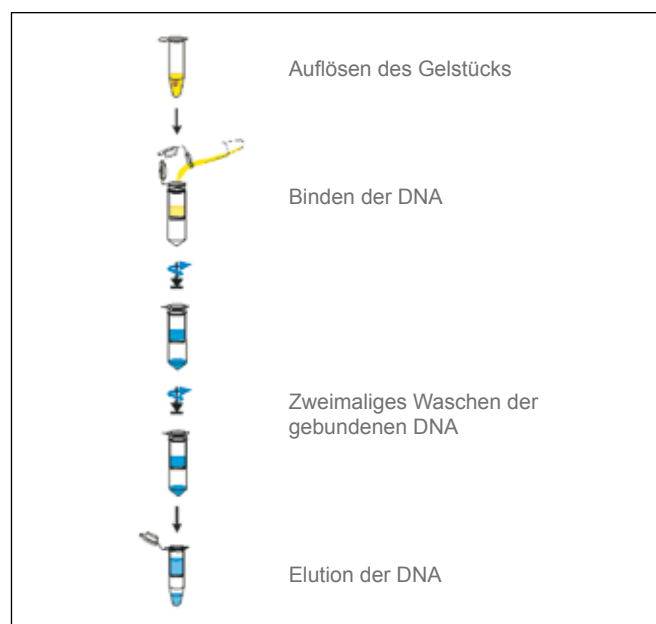 Auflösen des Gelstücks
Binden der DNA
Zweimaliges Waschen der
gebundenen DNA
Elution der DNA